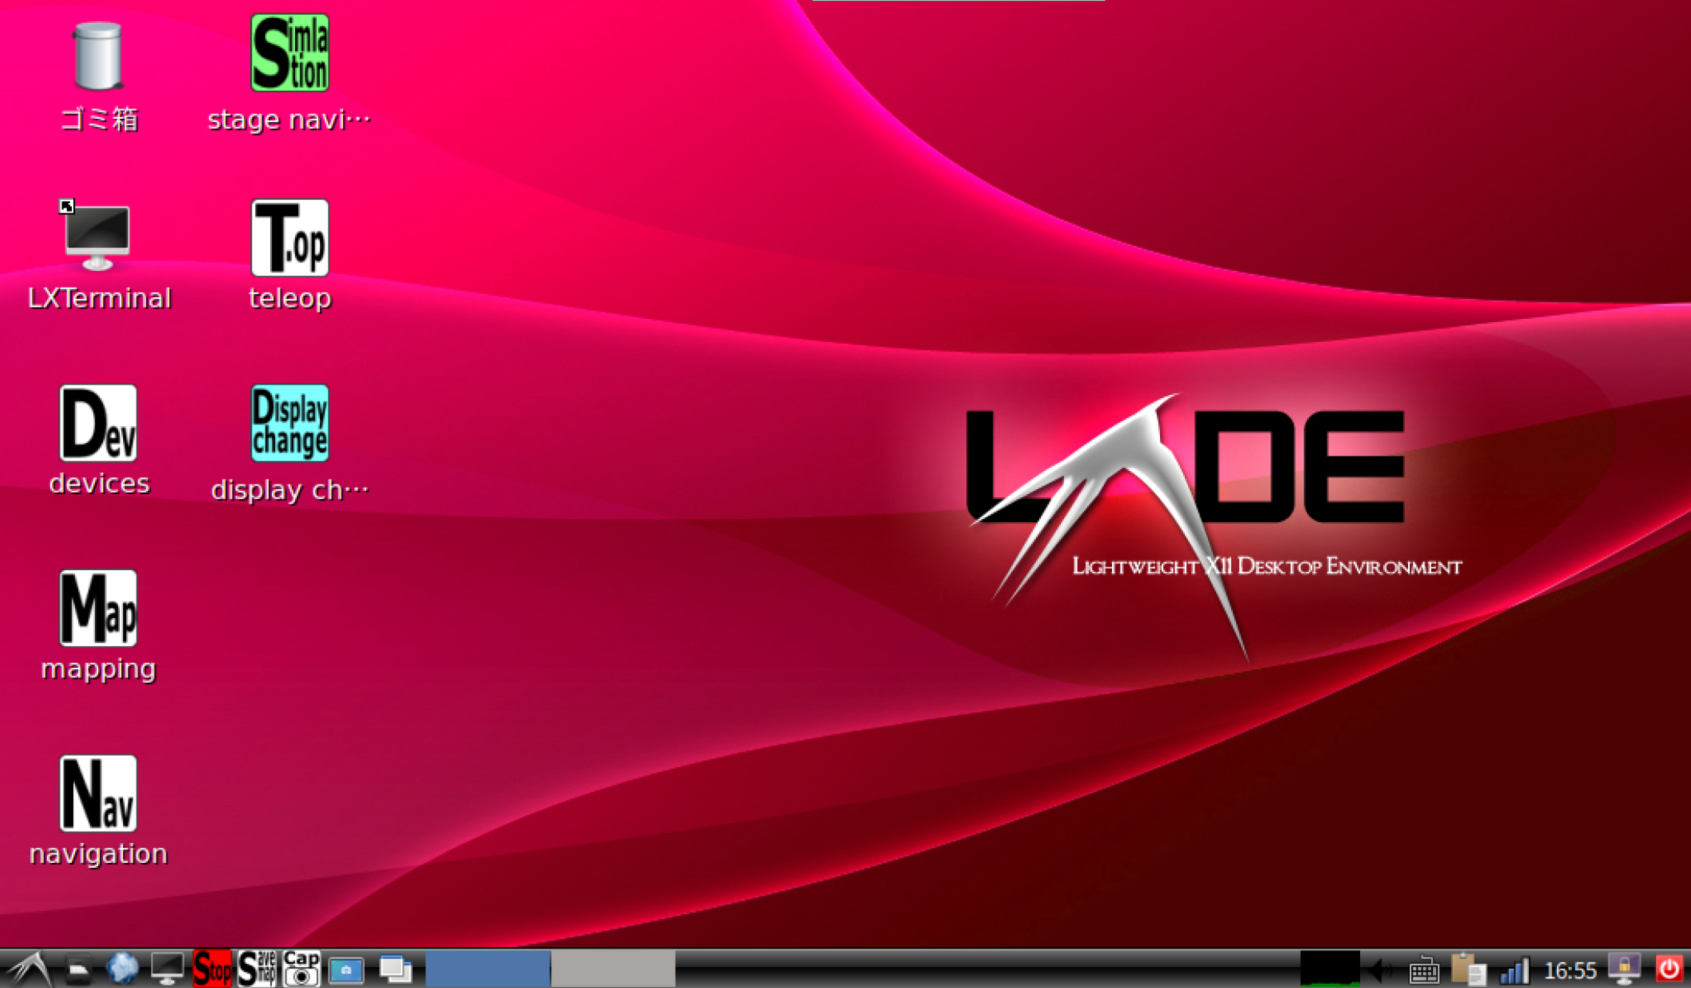 ゴミ箱
Simla
tion
stage navi…
LXTerminal
T.op
teleop
Dev
devices
Display
change
display ch…
Map
mapping
Nav
navigation
LXDE
LIGHTWEIGHT X11 DESKTOP ENVIRONMENT
Stop
Save
map
Cap
16:55